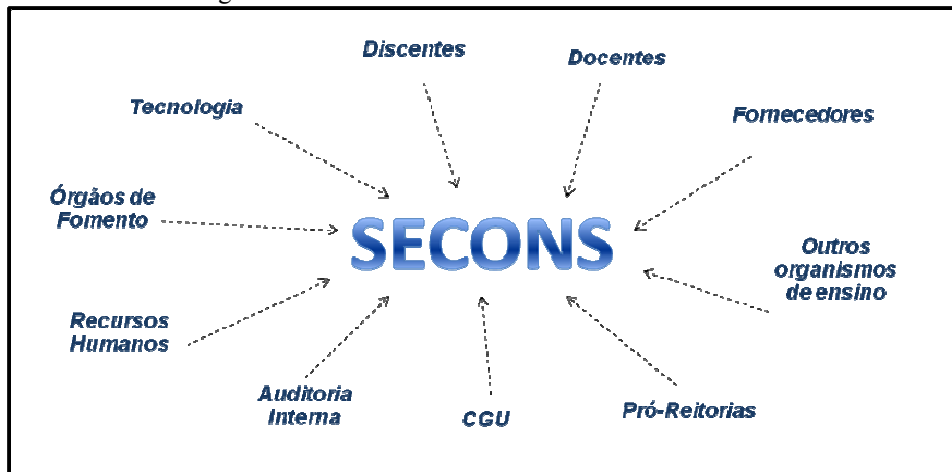 Discentes
Docentes
Tecnologia
Fornecedores
Órgãos de
Fomento
SECONS
Outros
organismos
de ensino
Recursos
Humanos
Auditoria
Interna
CGU
Pró-Reitorias